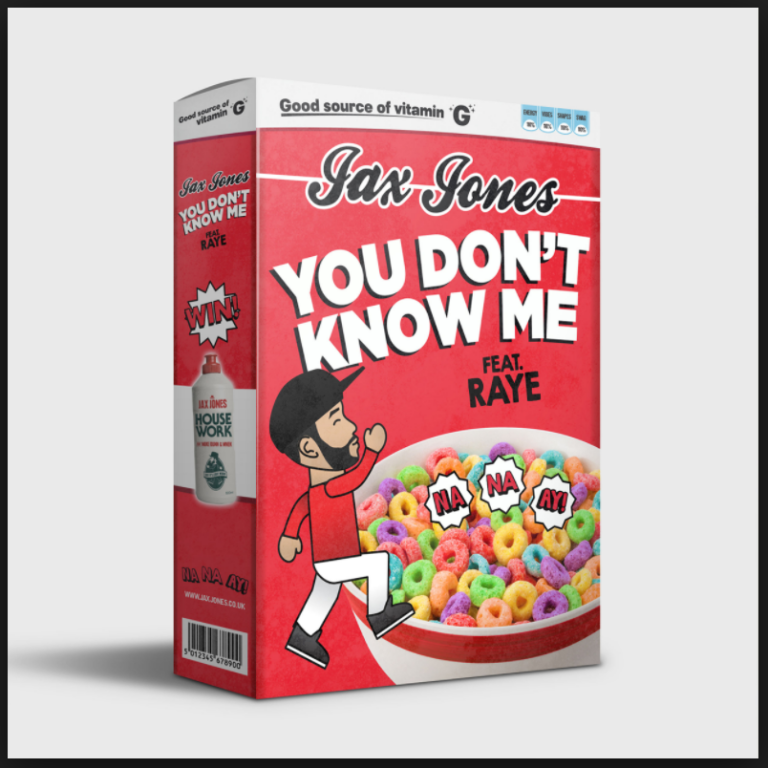 Good source of
vitamin G
Jax Jones
YOU DON'T
KNOW ME
FEAT.
RAYE
WIN!
JAX JONES
HOUSE
WORK
NA NA AY!
WWW.JAXJONES.CO.UK
5 012345 678900
Good source of vitamin G
Jax Jones
YOU DON'T
KNOW ME
FEAT.
RAYE
NA NA AY!